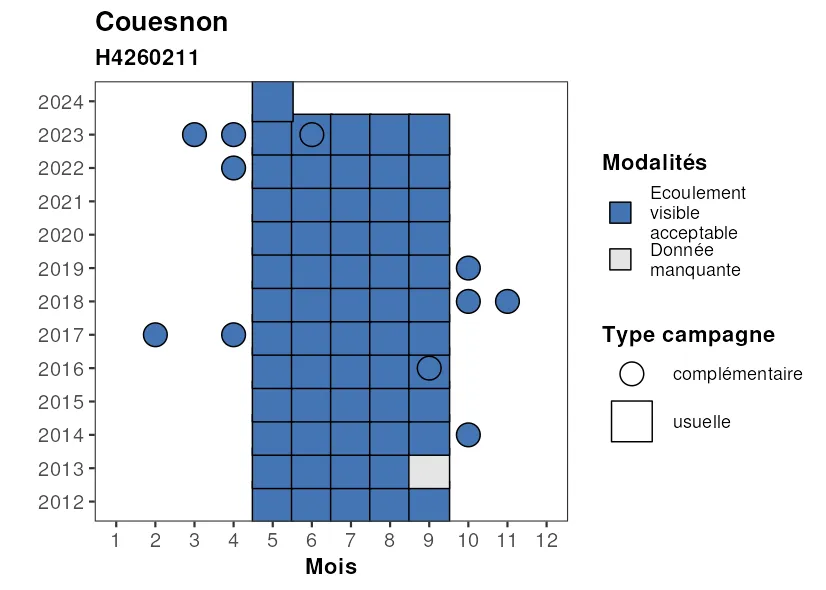 Couesnon
H4260211
2024
2023
2022
2021
2020
2019
2018
2017
2016
2015
2014
2013
2012
1 2 3 4 5 6 7 8 9 10 11 12
Mois
Modalités
Ecoulement
visible
acceptable
Donnée
manquante
Type campagne
complémentaire
usuelle